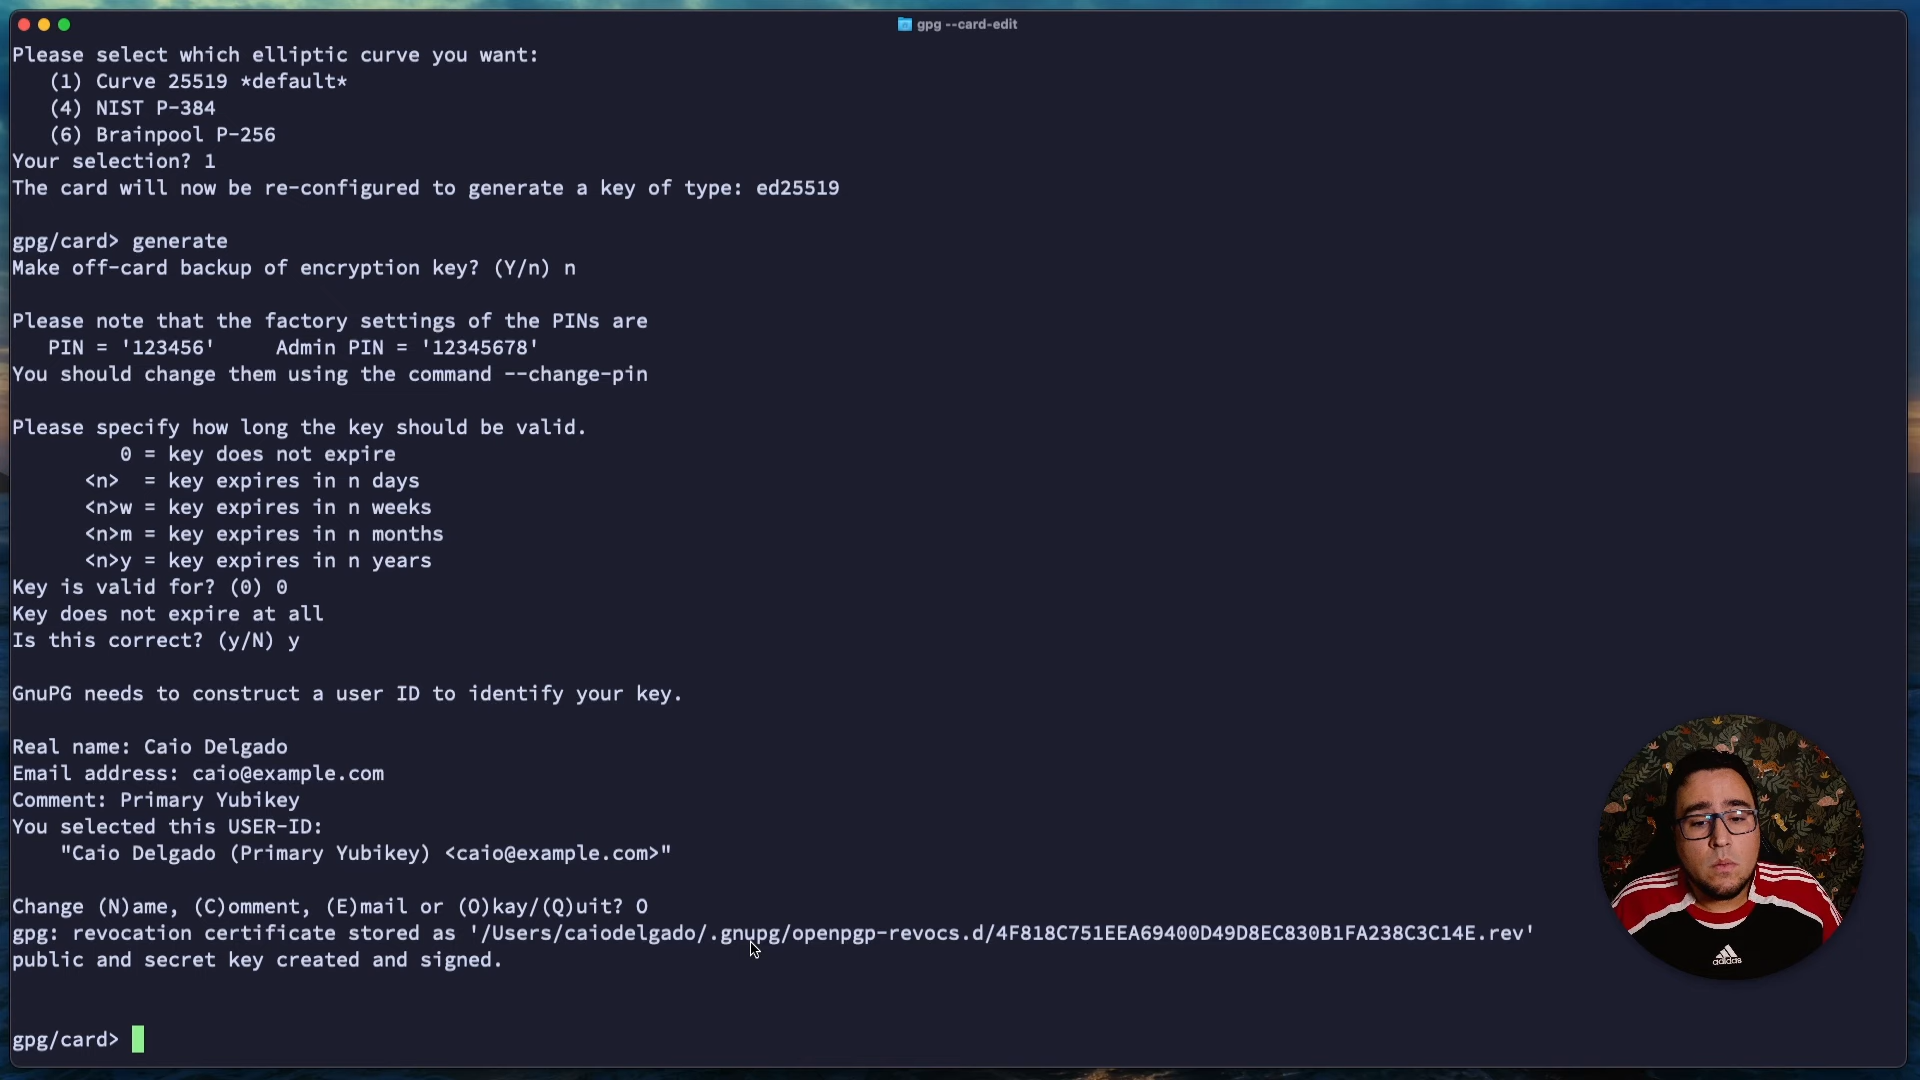 gpg --card-edit
Please select which elliptic curve you want:
   (1) Curve 25519 *default*
   (4) NIST P-384
   (6) Brainpool P-256
Your selection? 1
The card will now be re-configured to generate a key of type: ed25519
gpg/card> generate
Make off-card backup of encryption key? (Y/n) n
Please note that the factory settings of the PINs are
   PIN = '123456'     Admin PIN = '12345678'
You should change them using the command --change-pin
Please specify how long the key should be valid.
         0 = key does not expire
      <n>  = key expires in n days
      <n>w = key expires in n weeks
      <n>m = key expires in n months
      <n>y = key expires in n years
Key is valid for? (0) 0
Key does not expire at all
Is this correct? (y/N) y
GnuPG needs to construct a user ID to identify your key.
Real name: Caio Delgado
Email address: caio@example.com
Comment: Primary Yubikey
You selected this USER-ID:
    "Caio Delgado (Primary Yubikey) <caio@example.com>"
Change (N)ame, (C)omment, (E)mail or (O)kay/(Q)uit? O
gpg: revocation certificate stored as '/Users/caiodelgado/.gnupg/openpgp-revocs.d/4F818C751EEA69400D49D8EC830B1FA238C3C14E.rev'
public and secret key created and signed.
gpg/card>
adidas